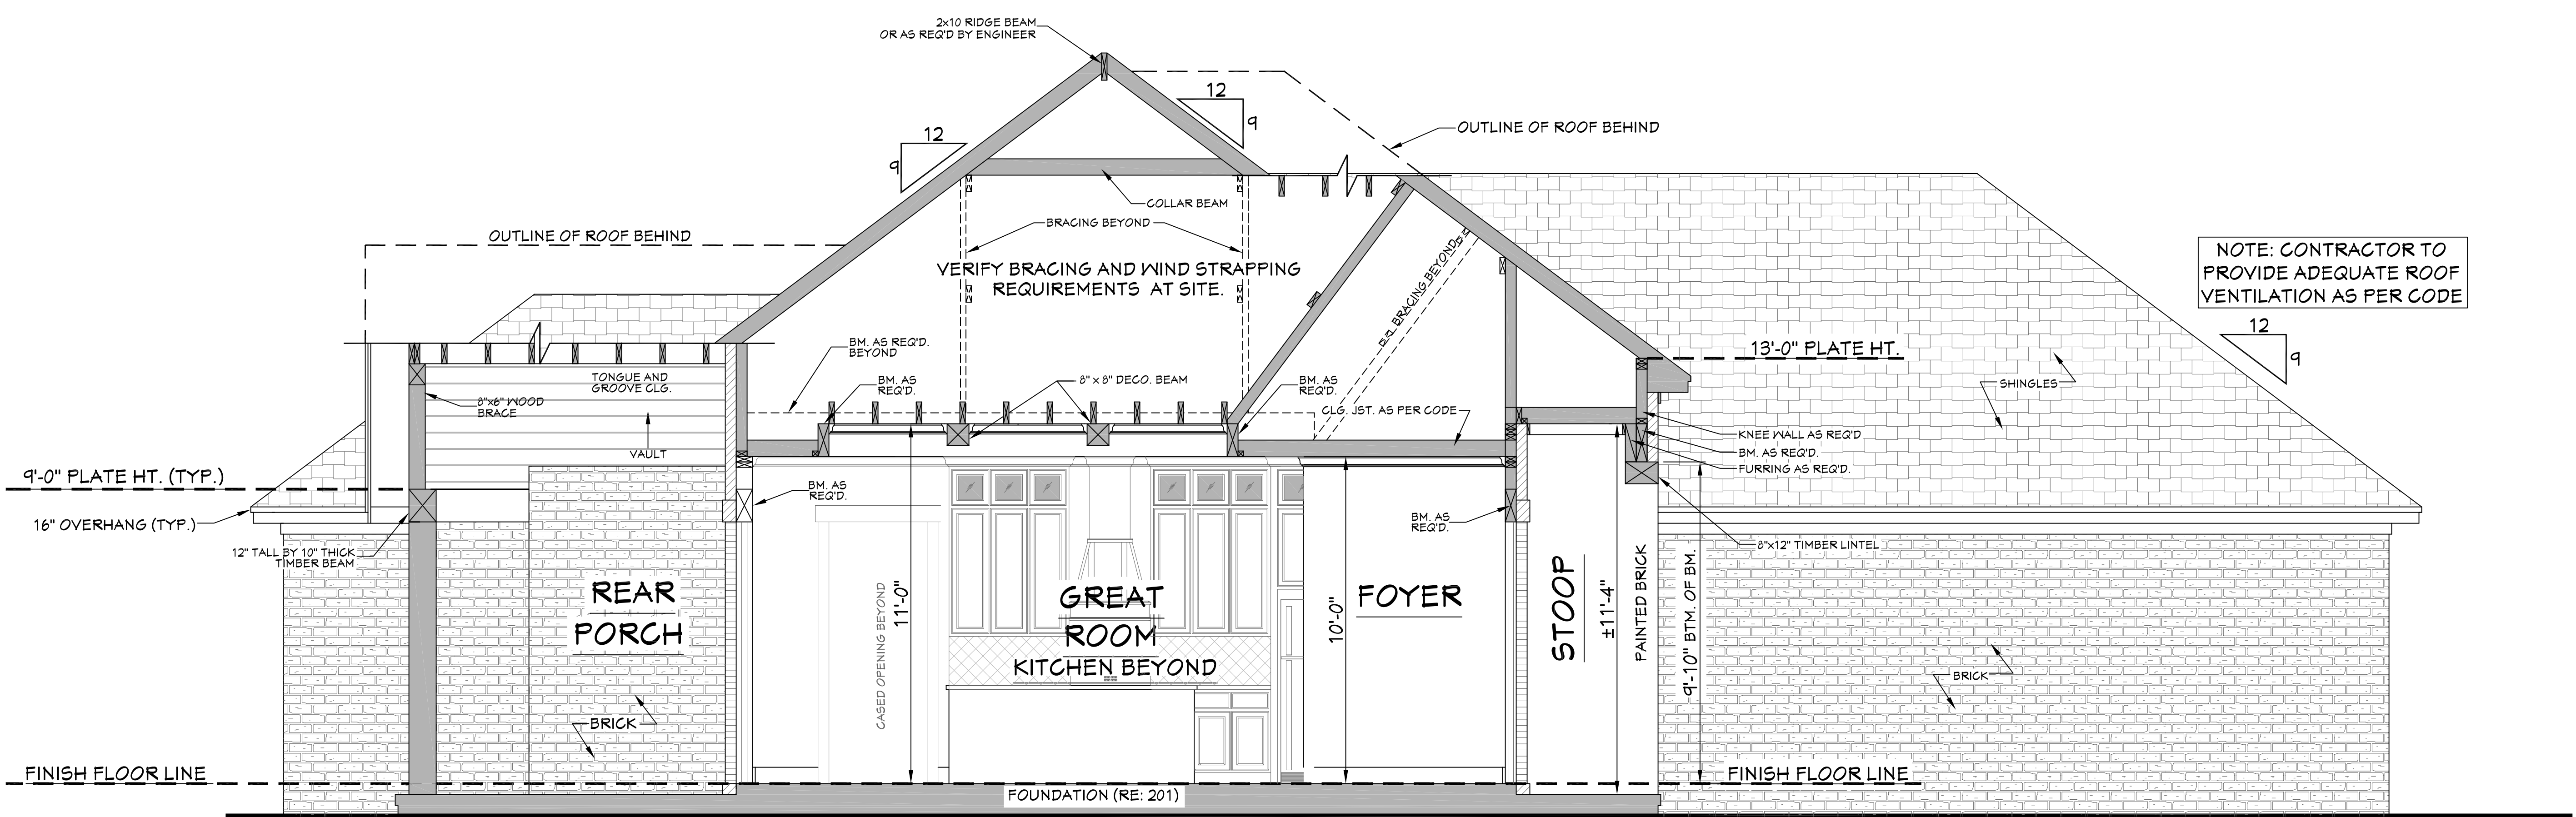 2x10 RIDGE BEAM
OR AS REQ'D BY ENGINEER
12
9
12
9
OUTLINE OF ROOF BEHIND
COLLAR BEAM
BRACING BEYOND
OUTLINE OF ROOF BEHIND
VERIFY BRACING AND WIND STRAPPING
REQUIREMENTS AT SITE.
BRACING BEYOND
NOTE: CONTRACTOR TO
PROVIDE ADEQUATE ROOF
VENTILATION AS PER CODE
12
9
13'-0" PLATE HT.
BM. AS REQ'D.
BEYOND
TONGUE AND
GROOVE CLG.
BM. AS
REQ'D.
8" x 8" DECO. BEAM
BM. AS
REQ'D.
SHINGLES
8"x6" WOOD
BRACE
CLG. JST. AS PER CODE
KNEE WALL AS REQ'D
BM. AS REQ'D.
FURRING AS REQ'D.
VAULT
9'-0" PLATE HT. (TYP.)
BM. AS
REQ'D.
16" OVERHANG (TYP.)
BM. AS
REQ'D.
12" TALL BY 10" THICK
TIMBER BEAM
8"x12" TIMBER LINTEL
REAR
PORCH
CASED OPENING BEYOND
11'-0"
GREAT
ROOM
KITCHEN BEYOND
10'-0"
FOYER
STOOP
±11'-4"
PAINTED BRICK
9'-10" BTM. OF BM.
BRICK
BRICK
FINISH FLOOR LINE
FINISH FLOOR LINE
FOUNDATION (RE: 201)